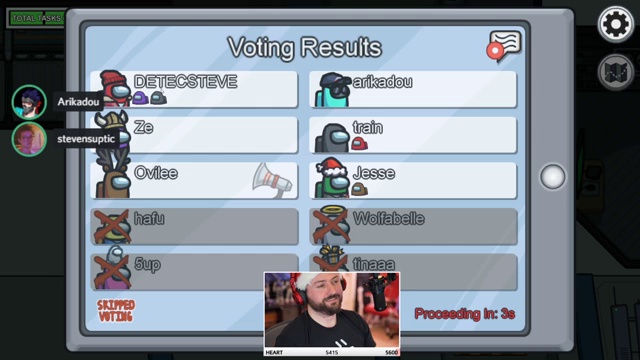 TOTAL TASKS
Voting Results
DETECSTEVE
arikadou
Arikadou
Ze
train
stevensuptic
Ovilee
Jesse
hafu
Wolfabelle
5up
tinaaa
SKIPPED
VOTING
Proceeding In: 3s
HEART 5415 5600